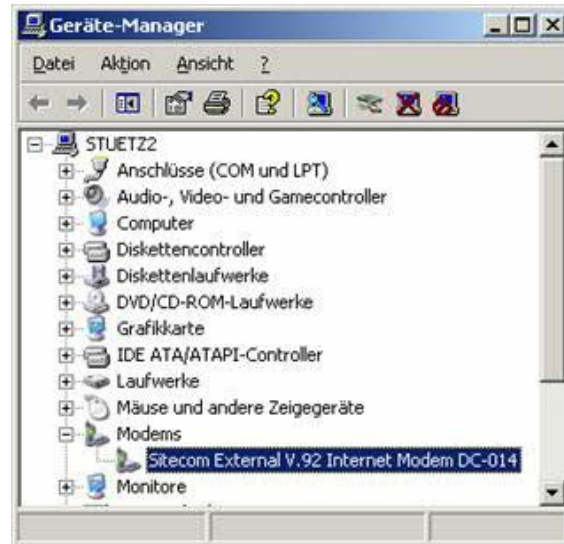 Geräte-Manager
Datei Aktion Ansicht ?
STUETZ2
Anschlüsse (COM und LPT)
Audio-, Video- und Gamecontroller
Computer
Diskettencontroller
Diskettenlaufwerke
DVD/CD-ROM-Laufwerke
Grafikkarte
IDE ATA/ATAPI-Controller
Laufwerke
Mäuse und andere Zeigegeräte
Modems
Sitecom External V.92 Internet Modem DC-014
Monitore